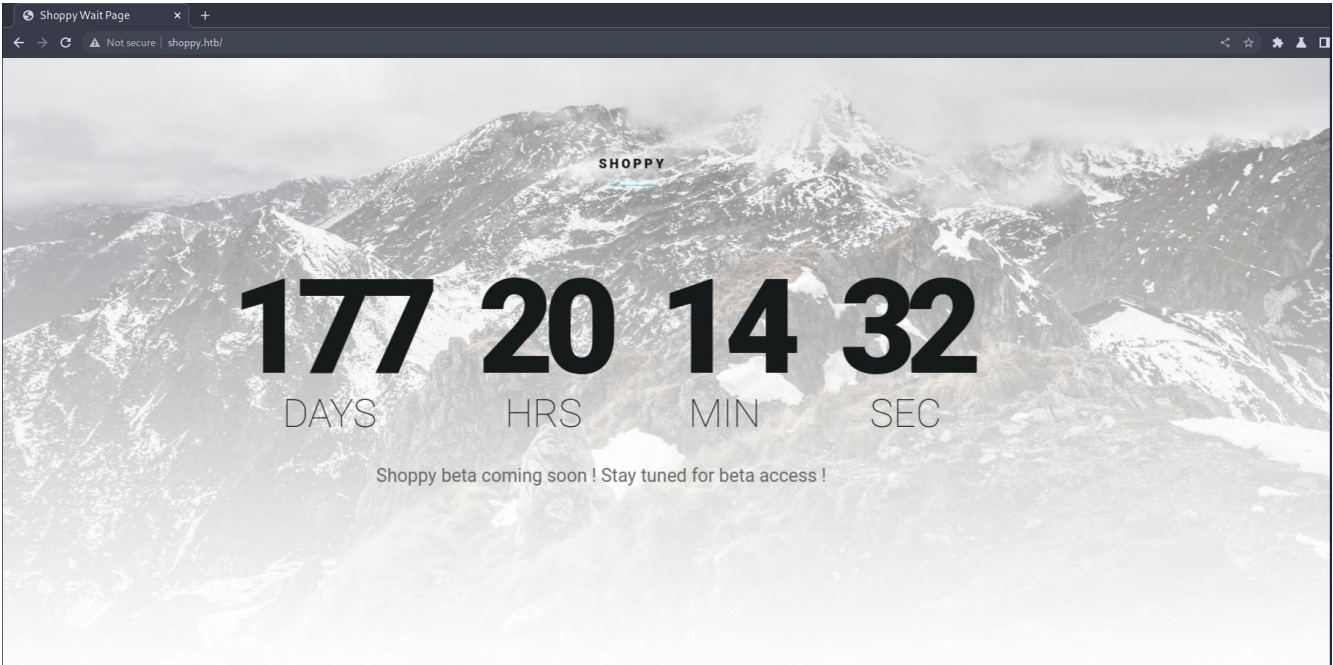 Shoppy Wait Page
Not secure shoppy.htb/
SHOPPY
177 20 14 32
DAYS HRS MIN SEC
Shoppy beta coming soon ! Stay tuned for beta access !